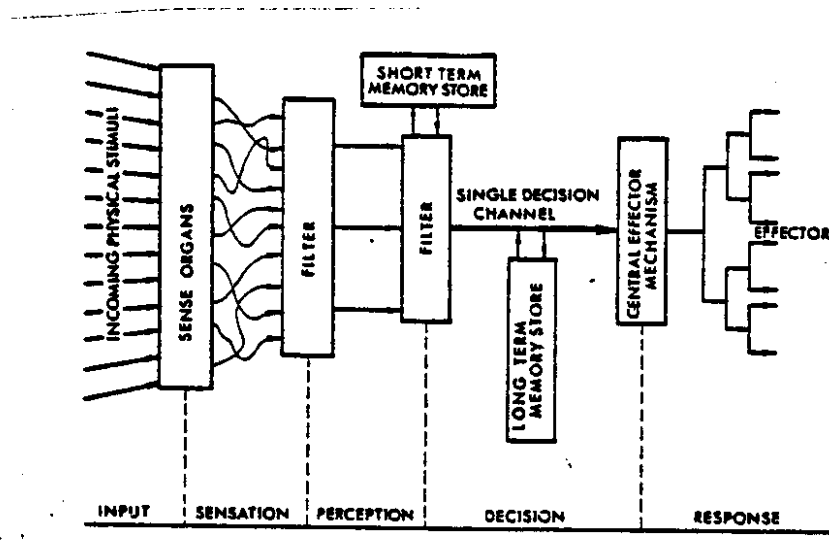 SHORT TERM
MEMORY STORE
INCOMING PHYSICAL STIMULI
SENSE ORGANS
FILTER
FILTER
SINGLE DECISION
CHANNEL
LONG TERM
MEMORY STORE
CENTRAL EFFECTOR
MECHANISM
EFFECTOR
INPUT
SENSATION
PERCEPTION
DECISION
RESPONSE